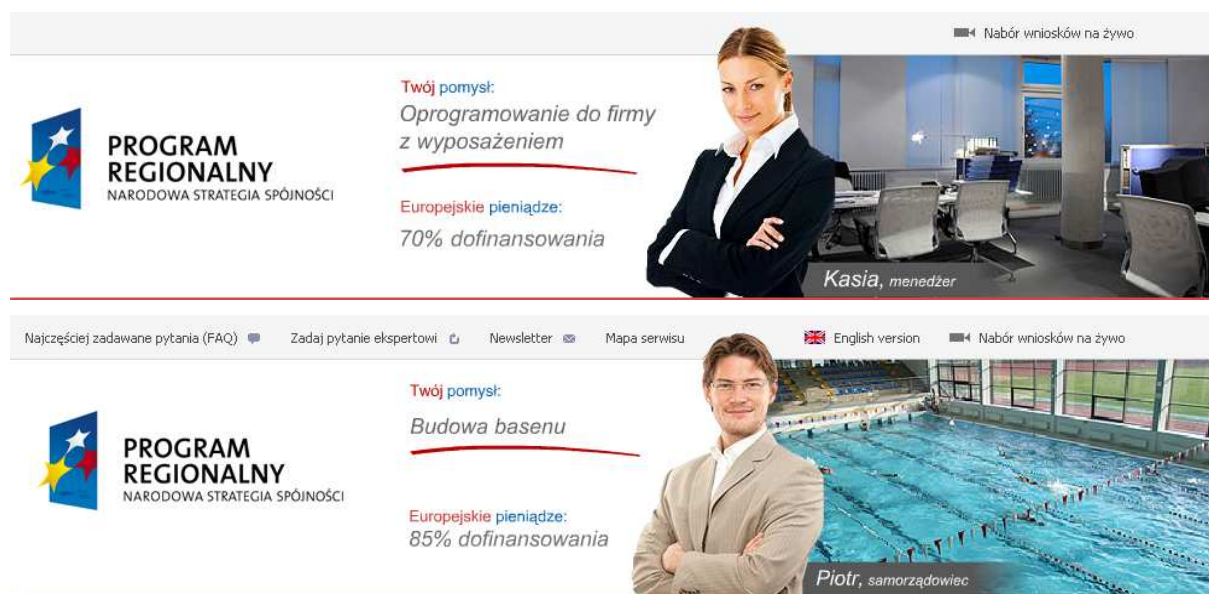 Nabór wniosków na żywo
PROGRAM
REGIONALNY
NARODOWA STRATEGIA SPÓJNOŚCI
Twój pomysł:
Oprogramowanie do firmy
z wyposażeniem
Europejskie pieniądze:
70% dofinansowania
Kasia, menedżer
Najczęściej zadawane pytania (FAQ) Zadaj pytanie ekspertowi Newsletter Mapa serwisu English version Nabór wniosków na żywo
PROGRAM
REGIONALNY
NARODOWA STRATEGIA SPÓJNOŚCI
Twój pomysł:
Budowa basenu
Europejskie pieniądze:
85% dofinansowania
Piotr, samorządowiec